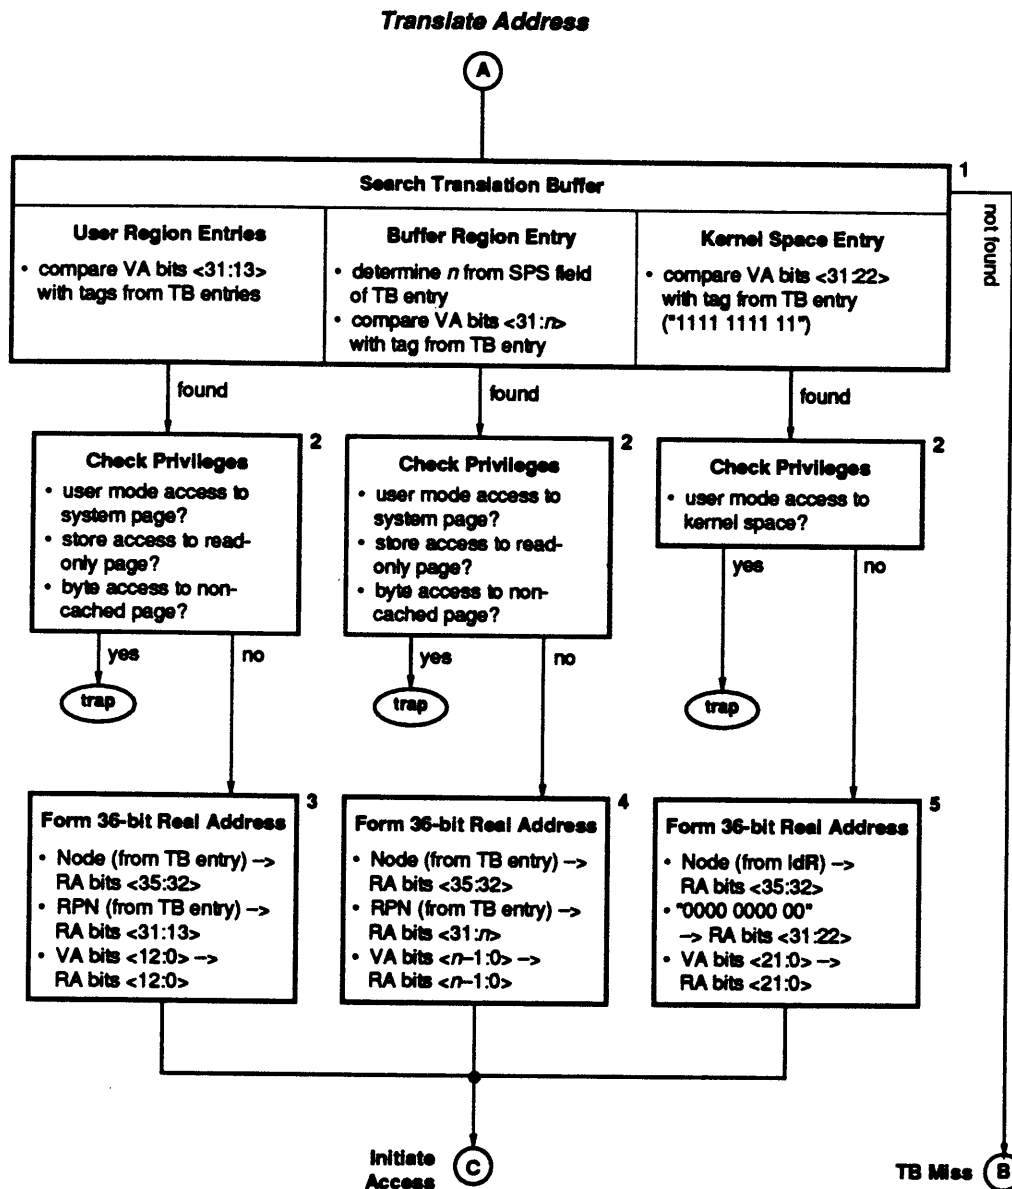 Translate Address
A
1
Search Translation Buffer
not found
User Region Entries
• compare VA bits <31:13>
with tags from TB entries
Buffer Region Entry
• determine n from SPS field
of TB entry
• compare VA bits <31:n>
with tag from TB entry
Kernel Space Entry
• compare VA bits <31:22>
with tag from TB entry
("1111 1111 11")
found
found
found
2
Check Privileges
• user mode access to
system page?
• store access to read-
only page?
• byte access to non-
cached page?
yes
no
trap
2
Check Privileges
• user mode access to
system page?
• store access to read-
only page?
• byte access to non-
cached page?
yes
no
trap
2
Check Privileges
• user mode access to
kernel space?
yes
no
trap
3
Form 36-bit Real Address
• Node (from TB entry) –>
RA bits <35:32>
• RPN (from TB entry) –>
RA bits <31:13>
• VA bits <12:0> –>
RA bits <12:0>
4
Form 36-bit Real Address
• Node (from TB entry) –>
RA bits <35:32>
• RPN (from TB entry) –>
RA bits <31:n>
• VA bits <n–1:0> –>
RA bits <n–1:0>
5
Form 36-bit Real Address
• Node (from IdR) –>
RA bits <35:32>
• "0000 0000 00"
–> RA bits <31:22>
• VA bits <21:0> –>
RA bits <21:0>
Initiate
Access
C
TB Miss
B